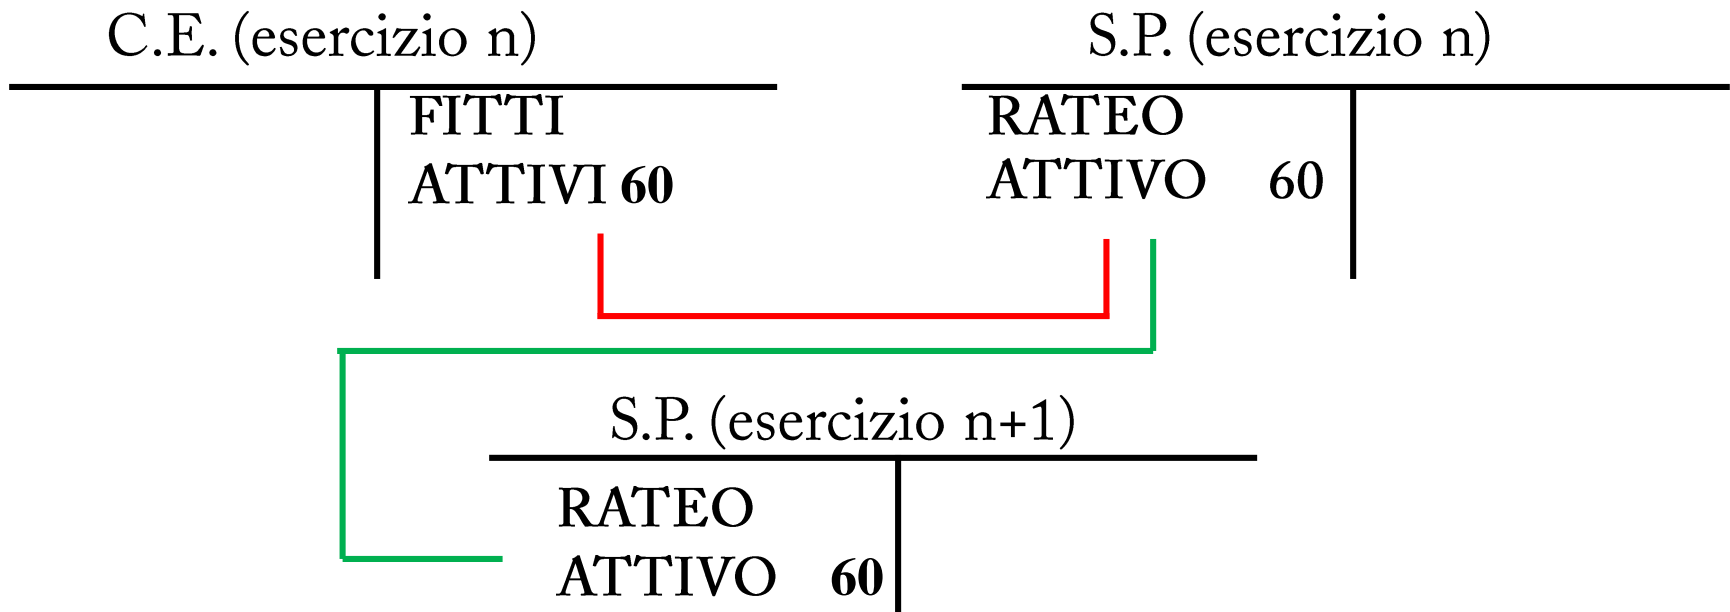 C.E. (esercizio n)
S.P. (esercizio n)
FITTI
ATTIVI 60
RATEO
ATTIVO 60
S.P. (esercizio n+1)
RATEO
ATTIVO 60